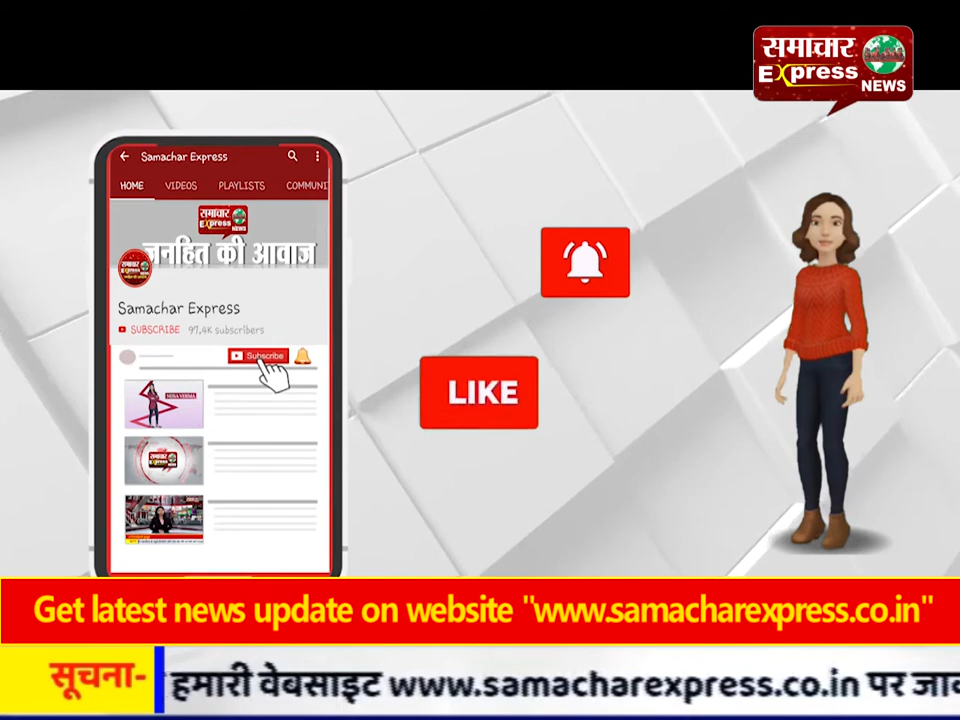 समाचार
Express
NEWS
Samachar Express
HOME VIDEOS PLAYLISTS COMMUNI
समाचार
Express
NEWS
जनहित की आवाज
Samachar Express
SUBSCRIBE 97.4K subscribers
Subscribe
LIKE
Get latest news update on website "www.samacharexpress.co.in"
सूचना- हमारी वेबसाइट www.samacharexpress.co.in पर जाक